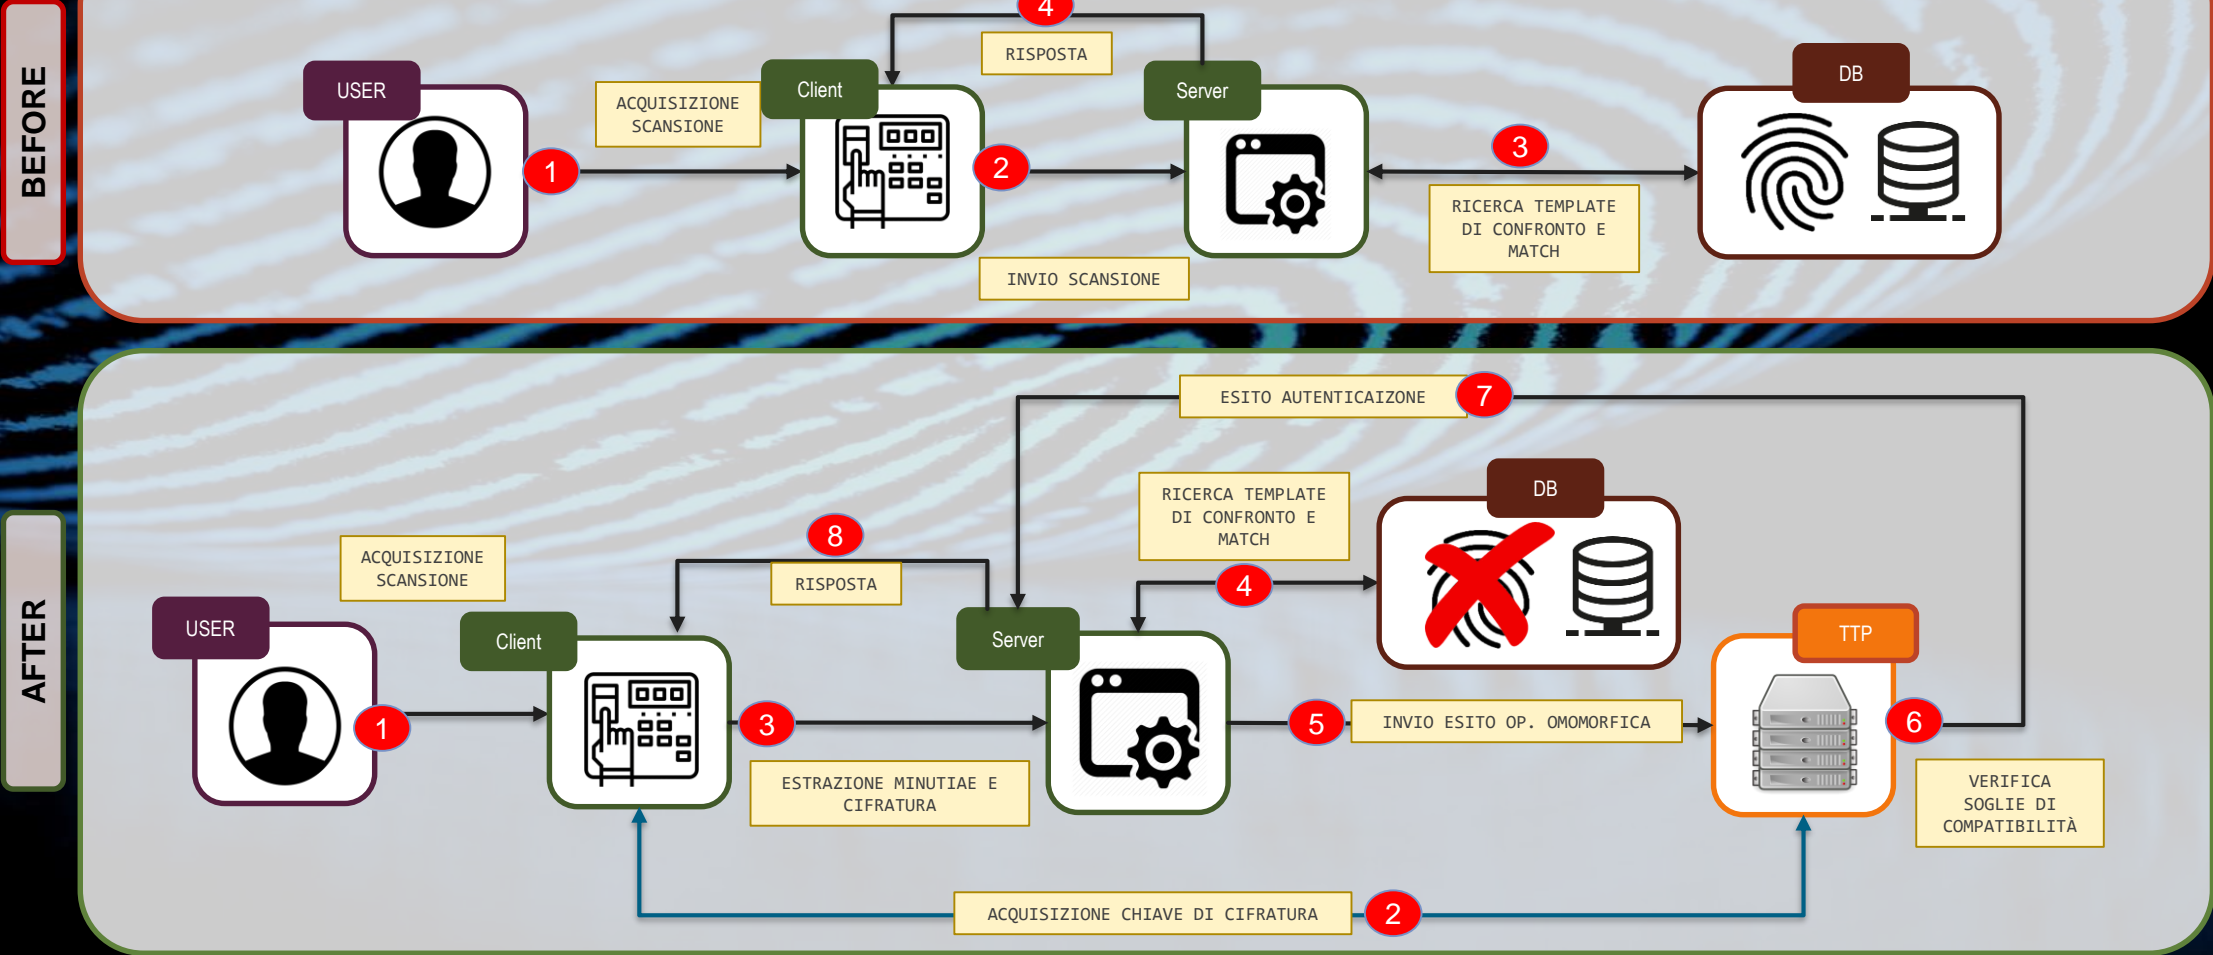 BEFORE
4
RISPOSTA
USER
ACQUISIZIONE
SCANSIONE
Client
Server
DB
1
2
3
RICERCA TEMPLATE
DI CONFRONTO E
MATCH
INVIO SCANSIONE
AFTER
ESITO AUTENTICAIZONE
7
RICERCA TEMPLATE
DI CONFRONTO E
MATCH
DB
ACQUISIZIONE
SCANSIONE
8
RISPOSTA
4
USER
Client
Server
TTP
1
3
5
INVIO ESITO OP. OMOMORFICA
6
ESTRAZIONE MINUTIAE E
CIFRATURA
VERIFICA
SOGLIE DI
COMPATIBILITÀ
ACQUISIZIONE CHIAVE DI CIFRATURA
2